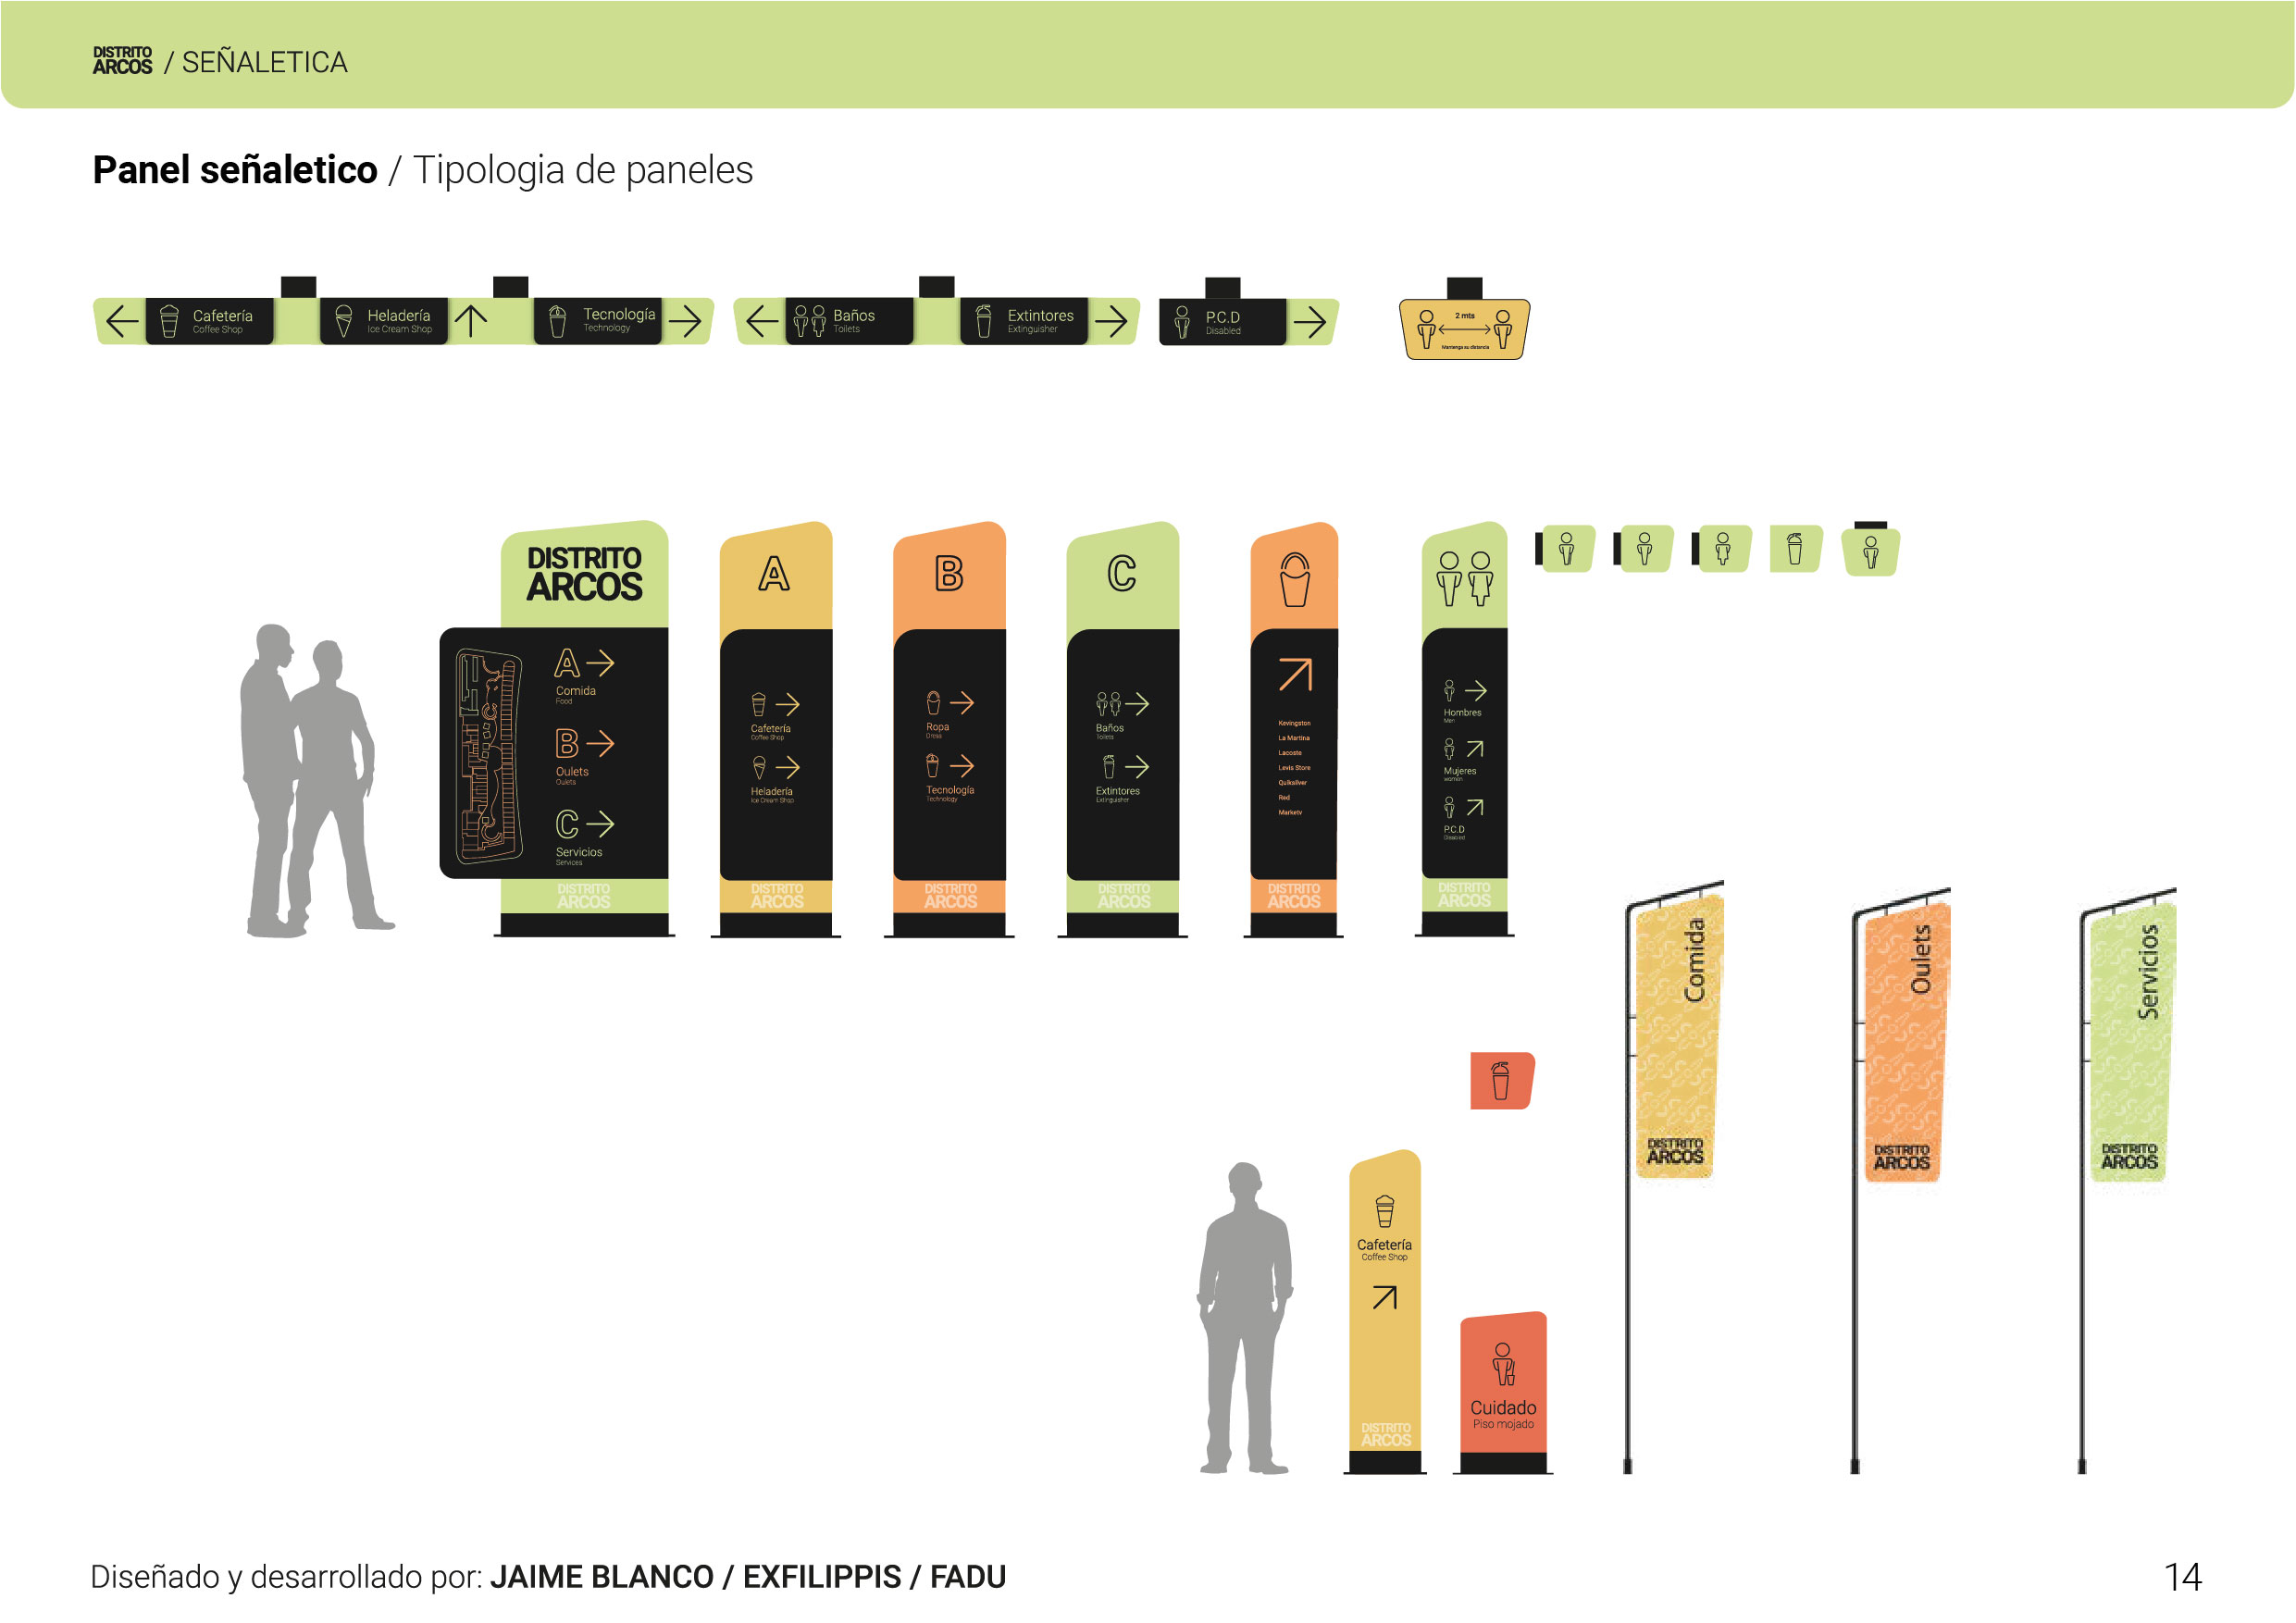 DISTRITO
ARCOS / SEÑALETICA
Panel señaletico / Tipologia de paneles
Cafetería
Coffee Shop
Heladería
Ice Cream Shop
Tecnología
Technology
Baños
Toilets
Extintores
Extinguisher
P.C.D
Disabled
2 mts
Mantenga su distancia
DISTRITO
ARCOS
A
Comida
Food
B
Oulets
Oulets
C
Servicios
Services
DISTRITO
ARCOS
A
Cafetería
Coffee Shop
Heladería
Ice Cream Shop
DISTRITO
ARCOS
B
Ropa
Dress
Tecnología
Technology
DISTRITO
ARCOS
C
Baños
Toilets
Extintores
Extinguisher
DISTRITO
ARCOS
Kevingston
La Martina
Lacoste
Levis Store
Quiksilver
Red
Markety
DISTRITO
ARCOS
Hombres
Men
Mujeres
women
P.C.D
Disabled
DISTRITO
ARCOS
Comida
DISTRITO
ARCOS
Oulets
DISTRITO
ARCOS
Servicios
DISTRITO
ARCOS
Cafetería
Coffee Shop
DISTRITO
ARCOS
Cuidado
Piso mojado
Diseñado y desarrollado por: JAIME BLANCO / EXFILIPPIS / FADU
14